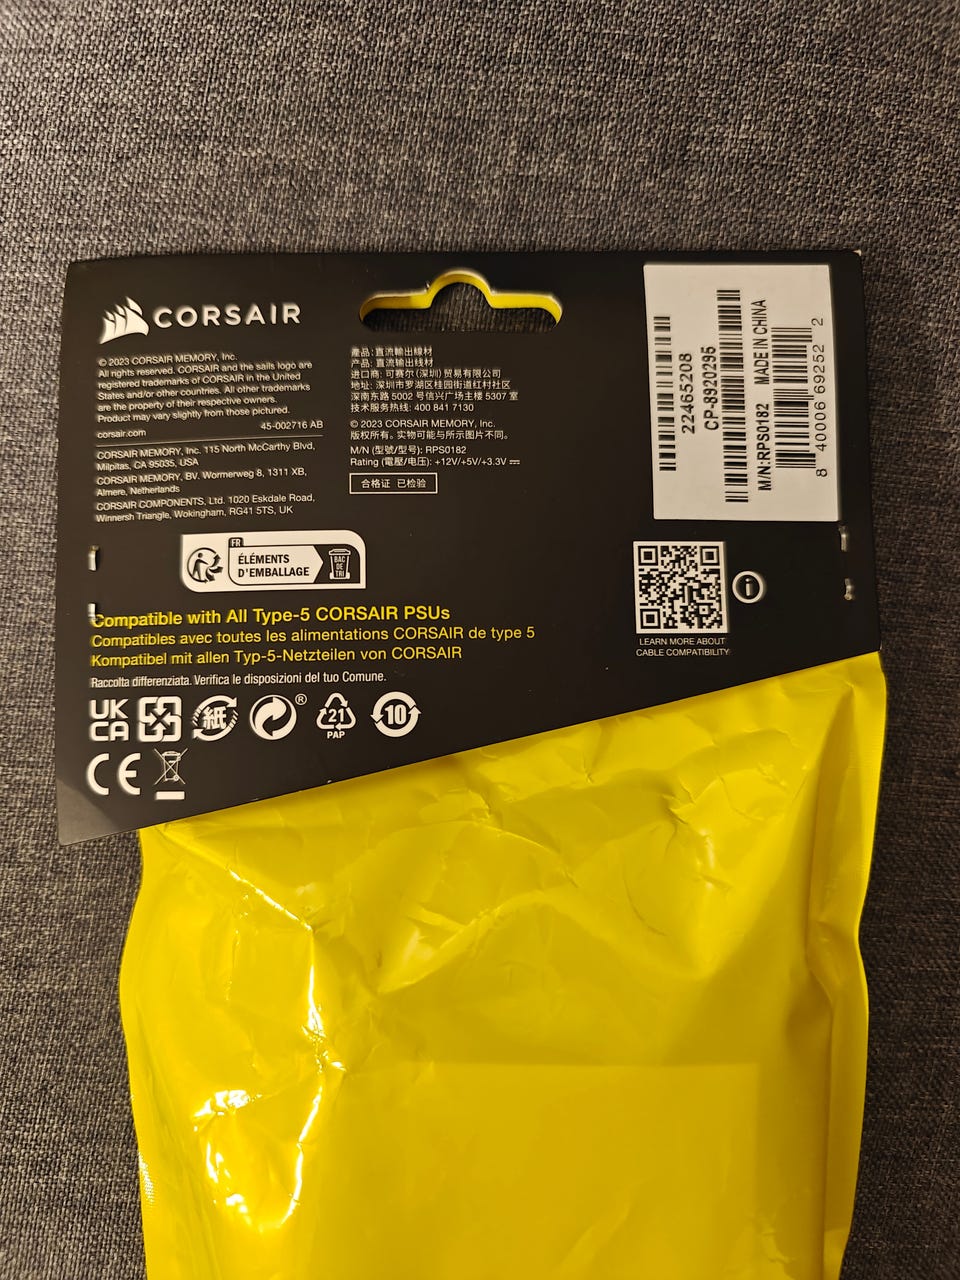 CORSAIR
© 2023 CORSAIR MEMORY, Inc.
All rights reserved. CORSAIR and the sails logo are
registered trademarks of CORSAIR in the United
States and/or other countries. All other trademarks
are the property of their respective owners.
Product may vary slightly from those pictured.
corsair.com 45-002716 AB
CORSAIR MEMORY, Inc. 115 North McCarthy Blvd,
Milpitas, CA 95035, USA
CORSAIR MEMORY, BV. Wormerweg 8, 1311 XB,
Almere, Netherlands
CORSAIR COMPONENTS, Ltd. 1020 Eskdale Road,
Winnersh Triangle, Wokingham, RG41 5TS, UK
產品: 直流輸出線材
产品: 直流输出线材
进口商: 可赛尔 (深圳) 贸易有限公司
地址: 深圳市罗湖区桂园街道红村社区
深南东路 5002 号信兴广场主楼 5307 室
技术服务热线: 400 841 7130
© 2023 CORSAIR MEMORY, Inc.
版权所有。实物可能与所示图片不同。
M/N (型號/型号): RPS0182
Rating (電壓/电压): +12V/+5V/+3.3V
合格证 已检验
22465208
CP-8920295
M/N:RPS0182 MADE IN CHINA
8 40006 69252 2
FR
ÉLÉMENTS
D'EMBALLAGE
BAC
DE
TRI
LEARN MORE ABOUT
CABLE COMPATIBILITY
Compatible with All Type-5 CORSAIR PSUs
Compatibles avec toutes les alimentations CORSAIR de type 5
Kompatibel mit allen Typ-5-Netzteilen von CORSAIR
Raccolta differenziata. Verifica le disposizioni del tuo Comune.
UK
CA
紙
®
21
PAP
10
CE